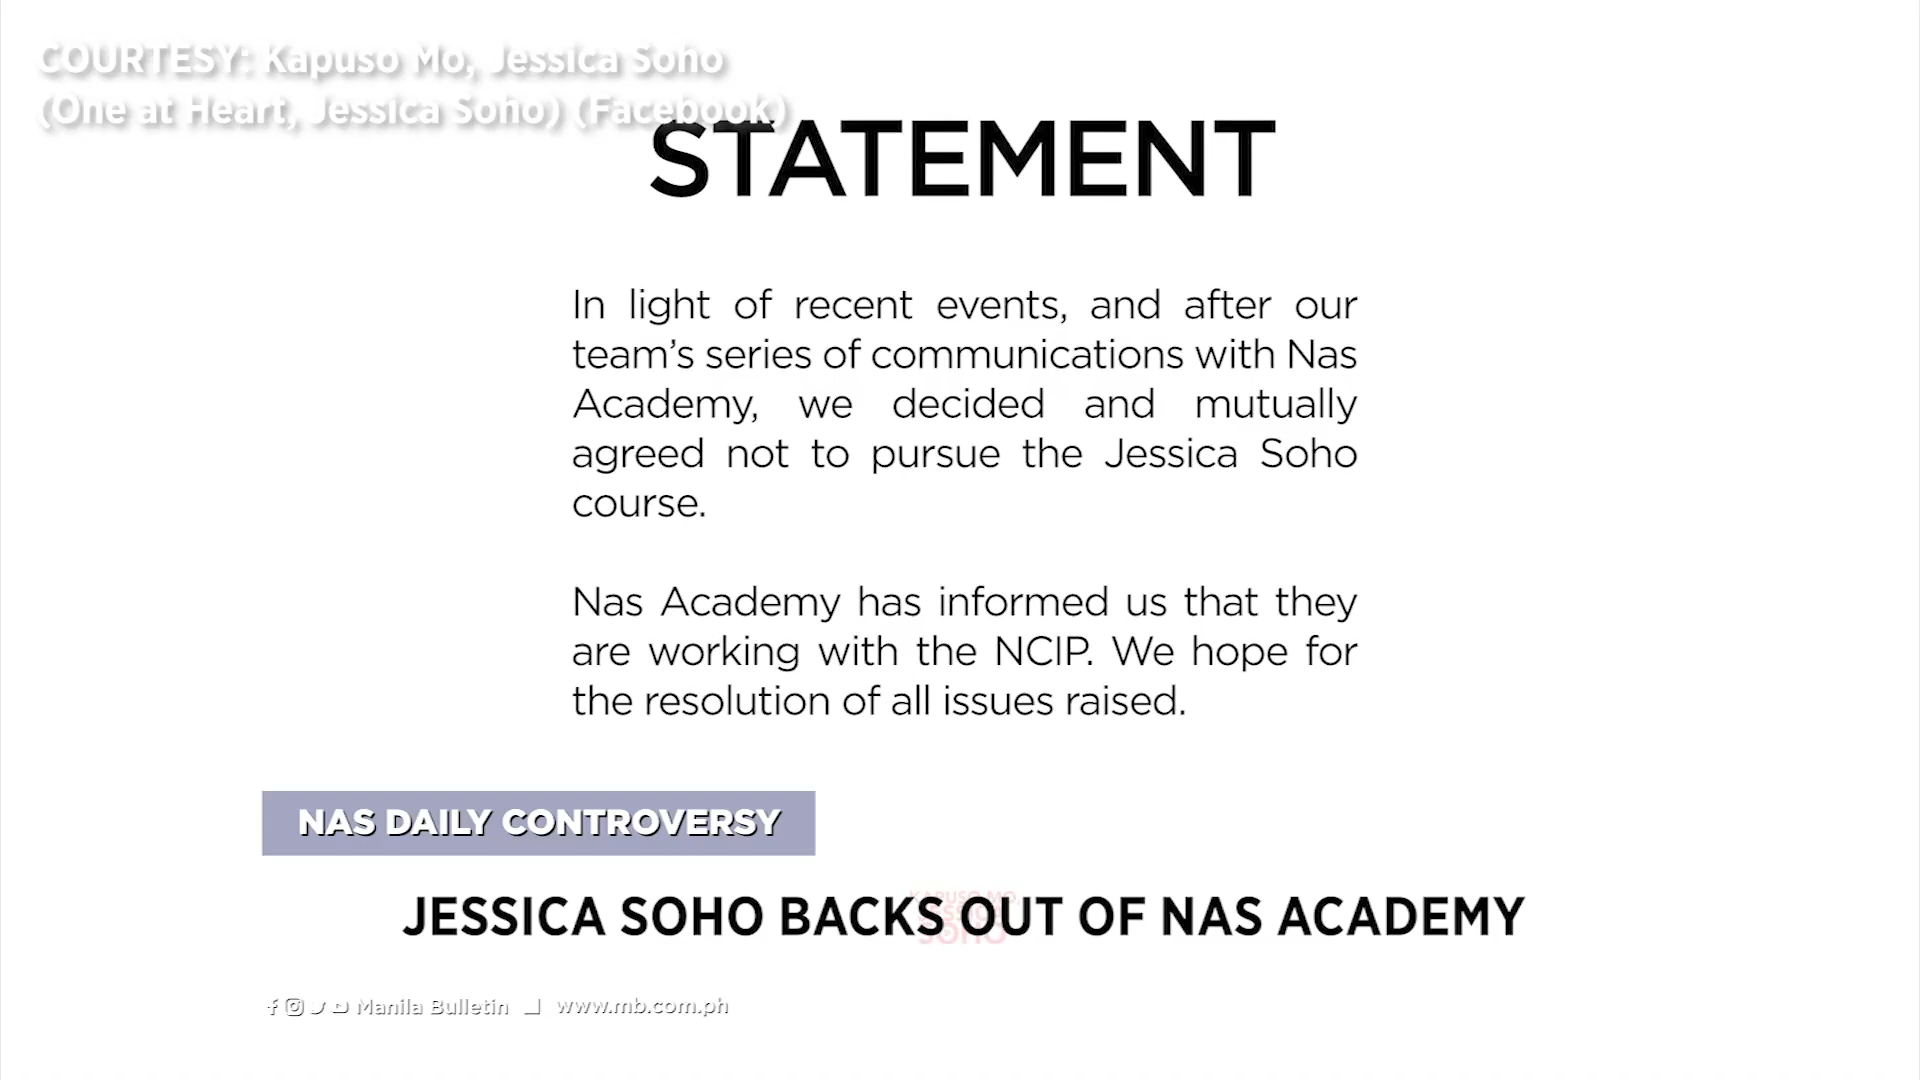 COURTESY: Kapuso Mo, Jessica Soho
(One at Heart, Jessica Soho) (Facebook)
STATEMENT
In light of recent events, and after our
team's series of communications with Nas
Academy, we decided and mutually
agreed not to pursue the Jessica Soho
course.
Nas Academy has informed us that they
are working with the NCIP. We hope for
the resolution of all issues raised.
NAS DAILY CONTROVERSY
KAPUSO MO,
JESSICA
SOHO
JESSICA SOHO BACKS OUT OF NAS ACADEMY
Manila Bulletin www.mb.com.ph